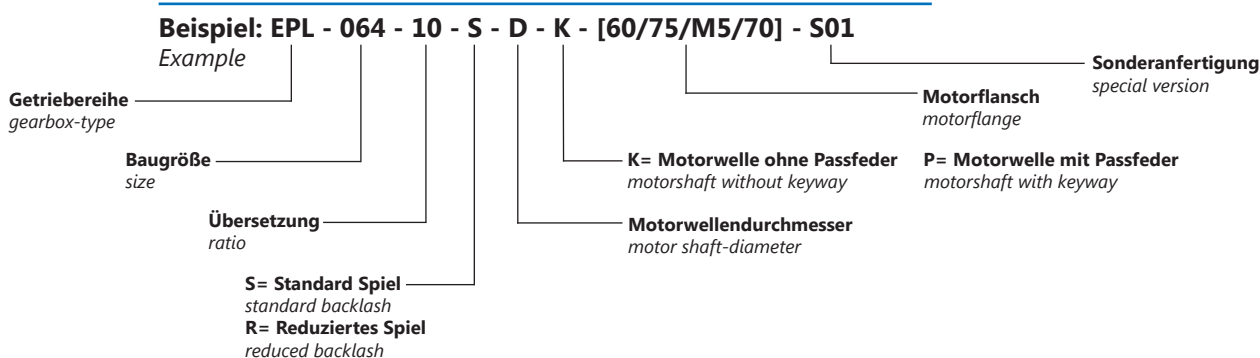 Beispiel: EPL - 064 - 10 - S - D - K - [60/75/M5/70] - S01
Example
Sonderanfertigung
special version
Getriebereihe
gearbox-type
Motorflansch
motorflange
Baugröße
size
K= Motorwelle ohne Passfeder
motorshaft without keyway
P= Motorwelle mit Passfeder
motorshaft with keyway
Übersetzung
ratio
Motorwellendurchmesser
motor shaft-diameter
S= Standard Spiel
standard backlash
R= Reduziertes Spiel
reduced backlash